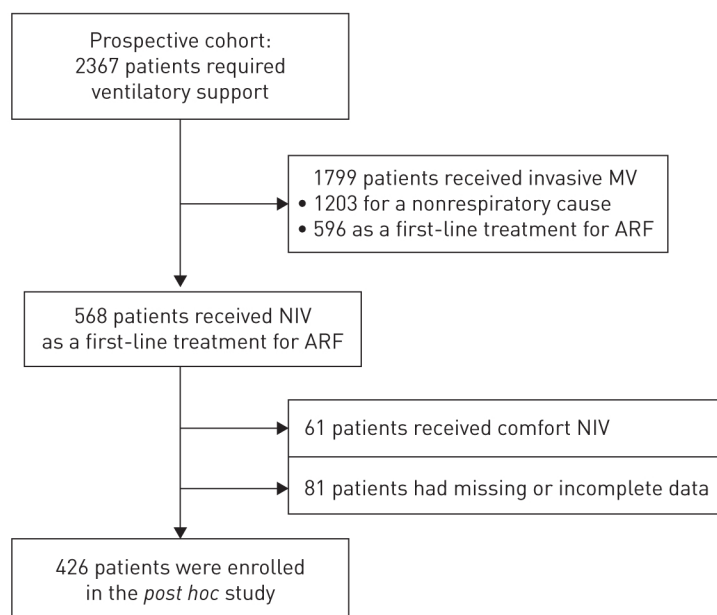 Prospective cohort:
2367 patients required
ventilatory support
1799 patients received invasive MV
• 1203 for a nonrespiratory cause
• 596 as a first-line treatment for ARF
568 patients received NIV
as a first-line treatment for ARF
61 patients received comfort NIV
81 patients had missing or incomplete data
426 patients were enrolled
in the post hoc study